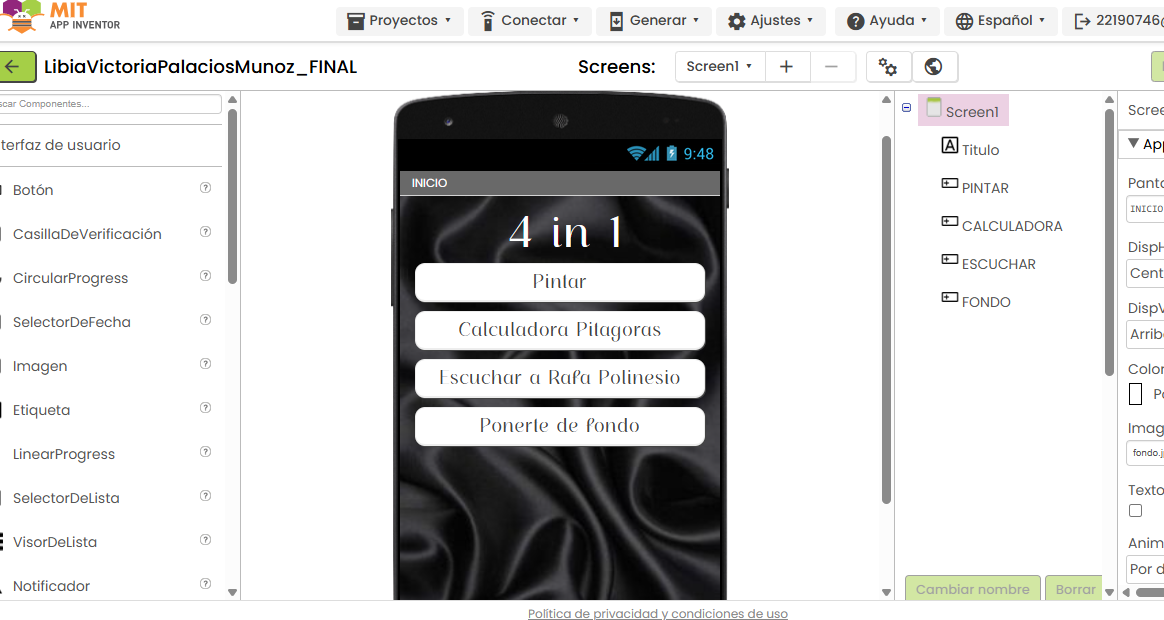 MIT
APP INVENTOR
Proyectos
Conectar
Generar
Ajustes
Ayuda
Español
22190746@
LibiaVictoriaPalaciosMunoz_FINAL
Screens:
Screen1
+
−
scar Componentes...
terfaz de usuario
Botón
CasillaDeVerificación
CircularProgress
SelectorDeFecha
Imagen
Etiqueta
LinearProgress
SelectorDeLista
VisorDeLista
Notificador
9:48
INICIO
4 in 1
Pintar
Calculadora Pitagoras
Escuchar a Rafa Polinesio
Ponerte de fondo
Screen1
Titulo
PINTAR
CALCULADORA
ESCUCHAR
FONDO
Cambiar nombre
Borrar
Scree
App
Panta
INICIO
DispH
Cent
DispV
Arrib
Color
Po
Imag
fondo.j
Texto
Anim
Por d
Política de privacidad y condiciones de uso